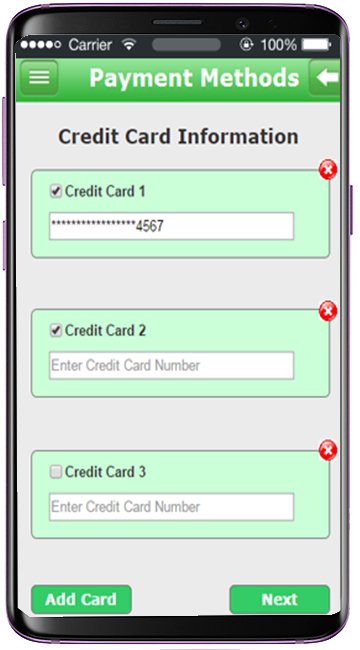 Carrier 100%
Payment Methods
Credit Card Information
Credit Card 1
*****************4567
Credit Card 2
Enter Credit Card Number
Credit Card 3
Enter Credit Card Number
Add Card Next